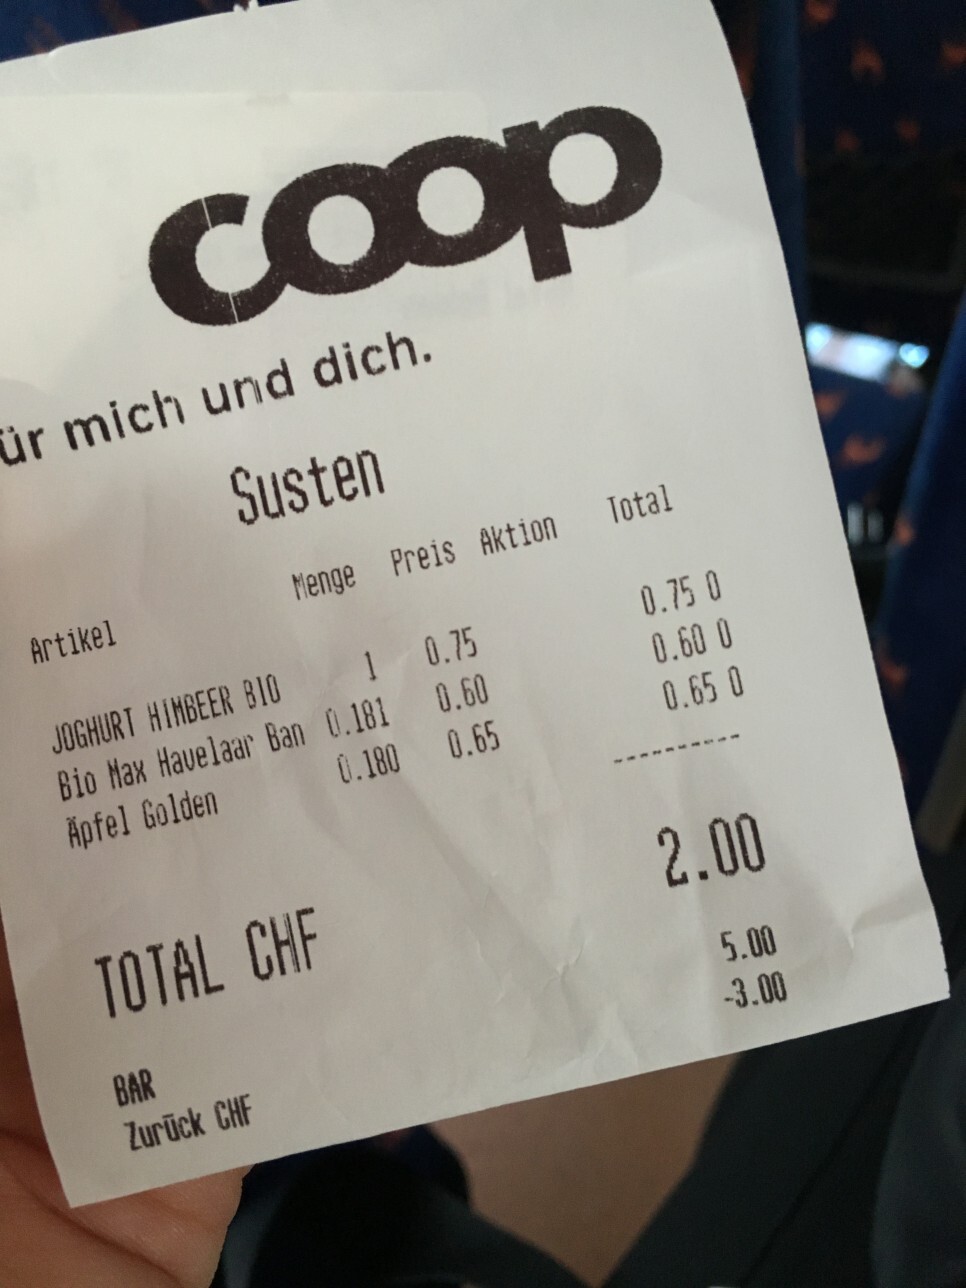 coop
ür mich und dich.
Susten
Artikel Menge Preis Aktion Total
JOGHURT HIMBEER BIO 1 0.75 0.75 0
Bio Max Havelaar Ban 0.181 0.60 0.60 0
Äpfel Golden 0.180 0.65 0.65 0
----------
TOTAL CHF 2.00
BAR 5.00
Zurück CHF -3.00